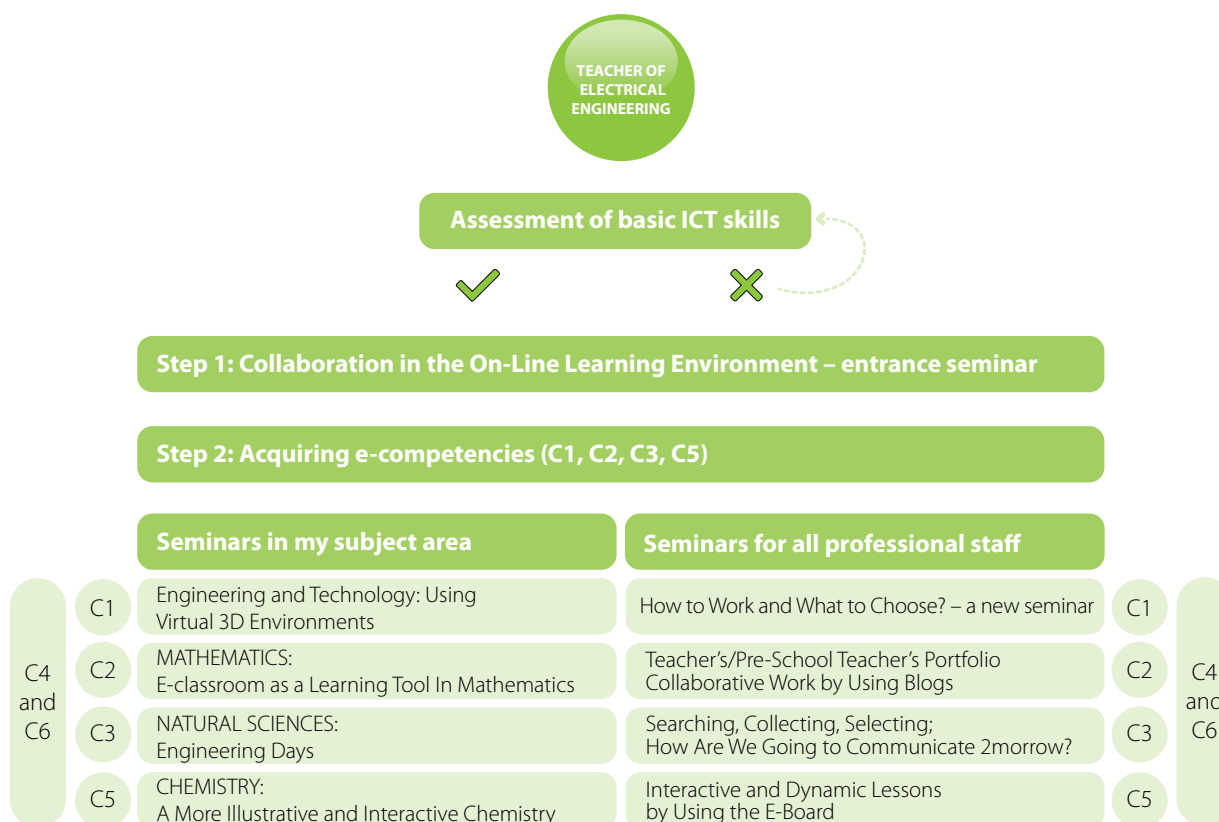 TEACHER OF
ELECTRICAL
ENGINEERING
Assessment of basic ICT skills
Step 1: Collaboration in the On-Line Learning Environment – entrance seminar
Step 2: Acquiring e-competencies (C1, C2, C3, C5)
Seminars in my subject area
Seminars for all professional staff
C4
and
C6
C1
Engineering and Technology: Using
Virtual 3D Environments
How to Work and What to Choose? – a new seminar
C1
C2
MATHEMATICS:
E-classroom as a Learning Tool In Mathematics
Teacher's/Pre-School Teacher's Portfolio
Collaborative Work by Using Blogs
C2
C3
NATURAL SCIENCES:
Engineering Days
Searching, Collecting, Selecting;
How Are We Going to Communicate 2morrow?
C3
C5
CHEMISTRY:
A More Illustrative and Interactive Chemistry
Interactive and Dynamic Lessons
by Using the E-Board
C5
C4
and
C6